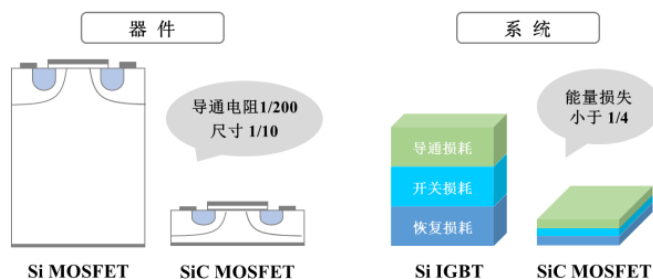 器 件
系 统
导通电阻1/200
尺寸 1/10
能量损失
小于 1/4
导通损耗
开关损耗
恢复损耗
Si MOSFET
SiC MOSFET
Si IGBT
SiC MOSFET